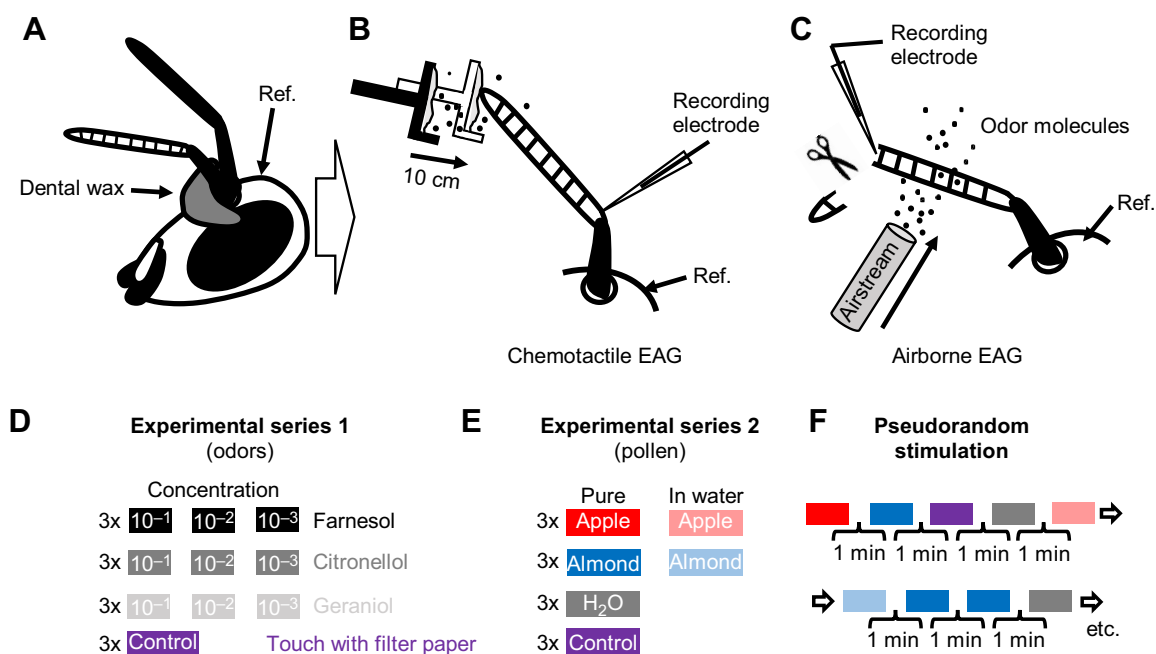 A
Ref.
Dental wax
B
Recording
electrode
10 cm
Ref.
Chemotactile EAG
C
Recording
electrode
Odor molecules
Ref.
Airstream
Airborne EAG
D
Experimental series 1
(odors)
Concentration
3x 10⁻¹ 10⁻² 10⁻³ Farnesol
3x 10⁻¹ 10⁻² 10⁻³ Citronellol
3x 10⁻¹ 10⁻² 10⁻³ Geraniol
3x Control Touch with filter paper
E
Experimental series 2
(pollen)
Pure In water
3x Apple Apple
3x Almond Almond
3x H₂O
3x Control
F
Pseudorandom
stimulation
1 min 1 min 1 min 1 min
1 min 1 min 1 min
etc.